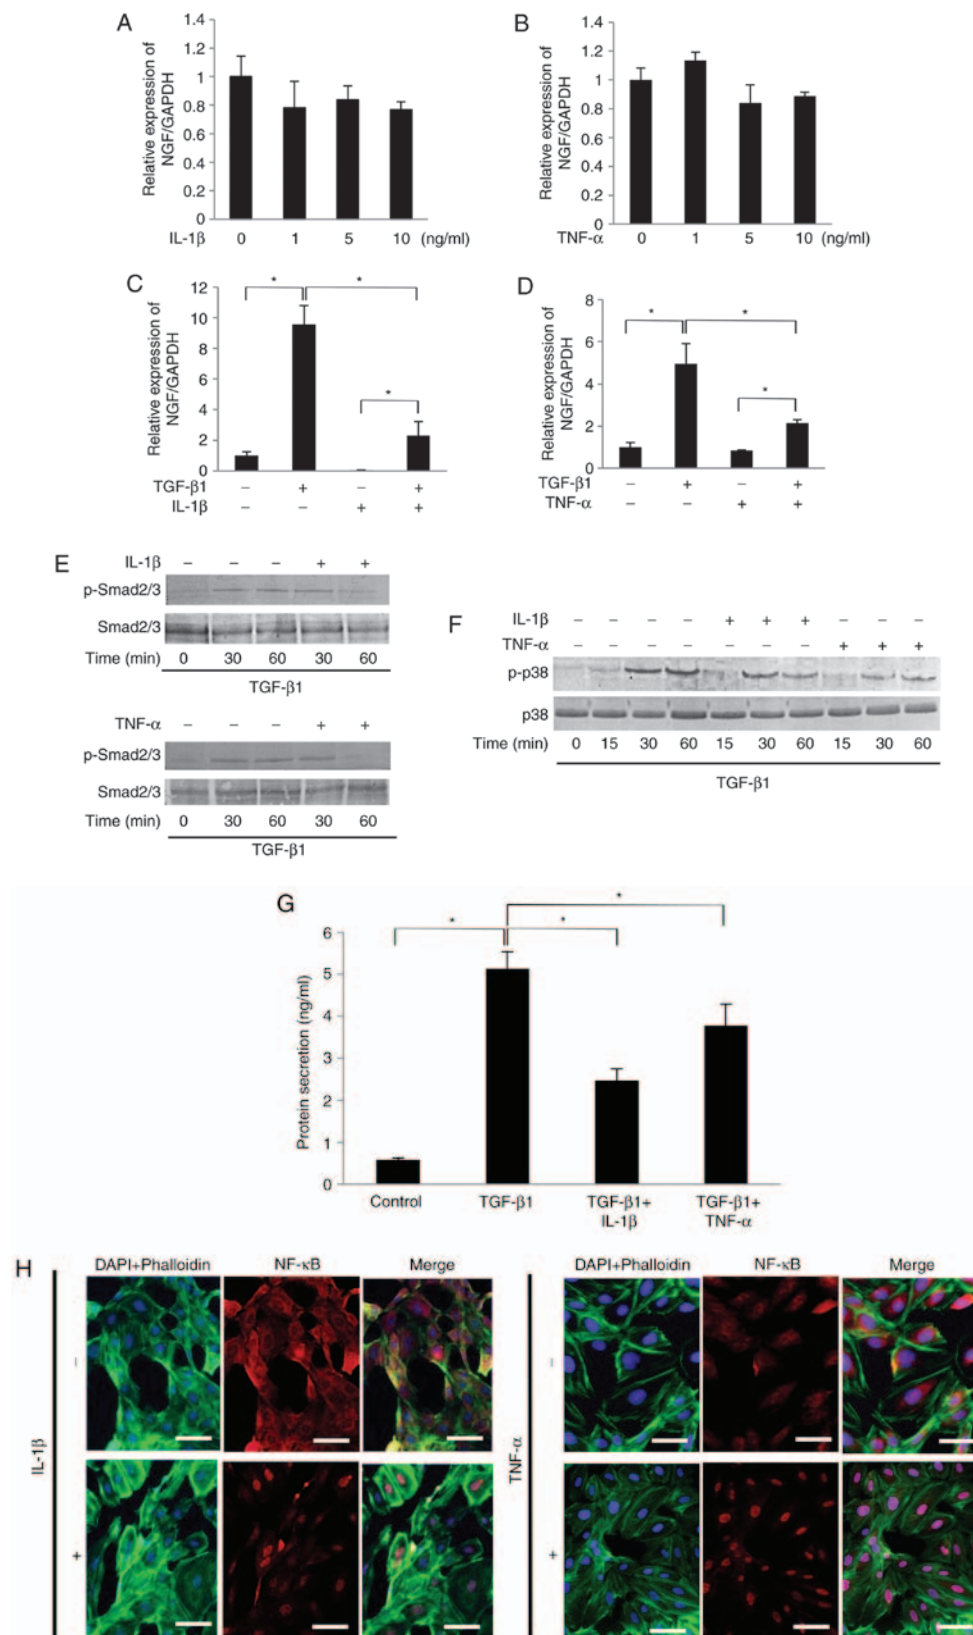 A
Relative expression of
NGF/GAPDH
1.4
1.2
1
0.8
0.6
0.4
0.2
0
IL-1β 0 1 5 10 (ng/ml)
B
Relative expression of
NGF/GAPDH
1.4
1.2
1
0.8
0.6
0.4
0.2
0
TNF-α 0 1 5 10 (ng/ml)
C
Relative expression of
NGF/GAPDH
12
10
8
6
4
2
0
* *
*
TGF-β1 – + – +
IL-1β – – + +
D
Relative expression of
NGF/GAPDH
8
6
4
2
0
* *
*
TGF-β1 – + – +
TNF-α – – + +
E
IL-1β – – – + +
p-Smad2/3
Smad2/3
Time (min) 0 30 60 30 60
TGF-β1
TNF-α – – – + +
p-Smad2/3
Smad2/3
Time (min) 0 30 60 30 60
TGF-β1
F
IL-1β – – – – + + + – – –
TNF-α – – – – – – – + + +
p-p38
p38
Time (min) 0 15 30 60 15 30 60 15 30 60
TGF-β1
G
Protein secretion (ng/ml)
6
5
4
3
2
1
0
* * *
Control TGF-β1 TGF-β1+ TGF-β1+
IL-1β TNF-α
H
DAPI+Phalloidin NF-κB Merge
IL-1β
–
+
DAPI+Phalloidin NF-κB Merge
TNF-α
–
+